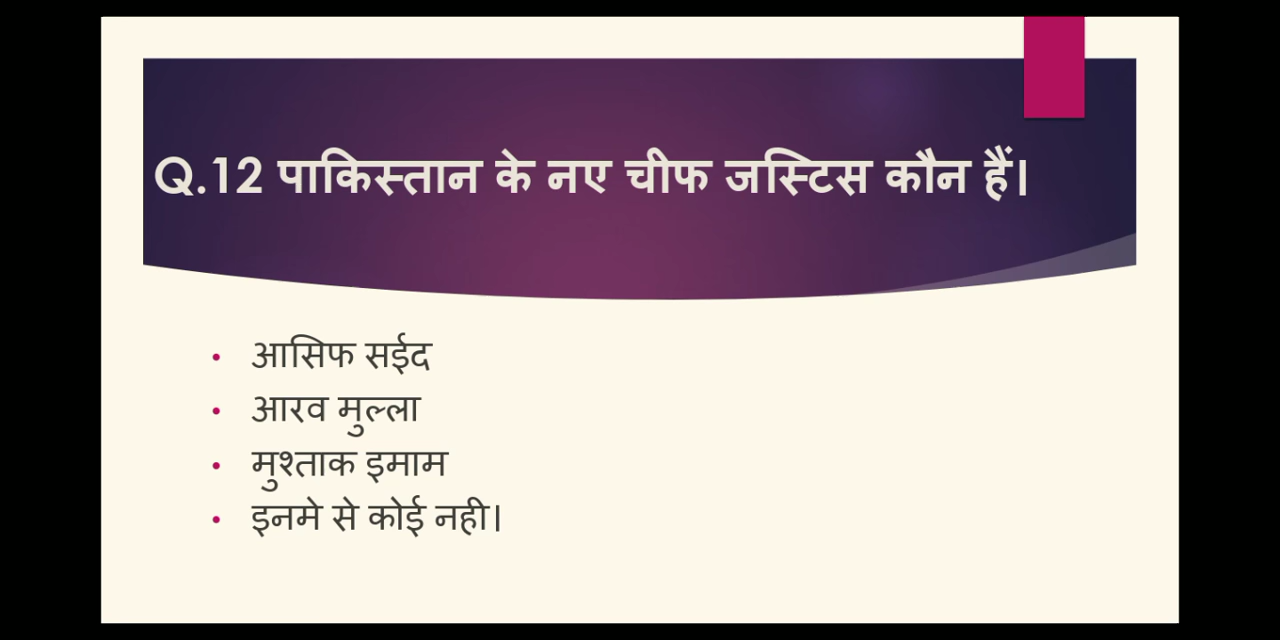 Q.12 पाकिस्तान के नए चीफ जस्टिस कौन हैं।
• आसिफ सईद
• आरव मुल्ला
• मुश्ताक इमाम
• इनमे से कोई नही।